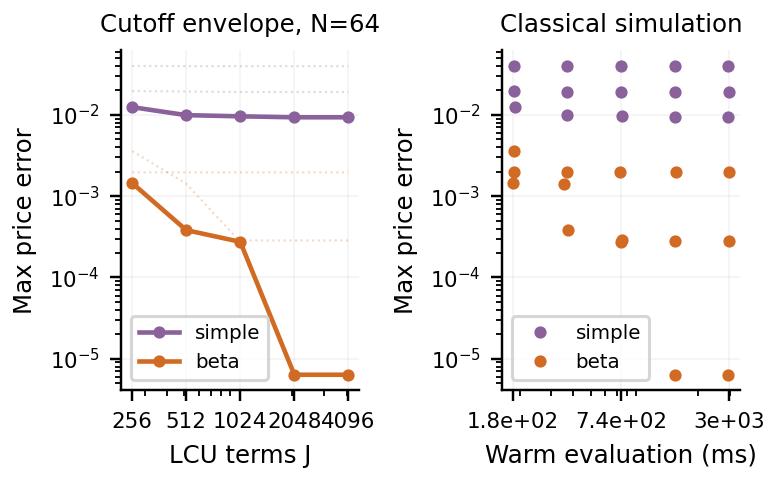 Cutoff envelope, N=64
Max price error
10⁻²
10⁻³
10⁻⁴
10⁻⁵
simple
beta
256 512 1024 2048 4096
LCU terms J
Classical simulation
Max price error
10⁻²
10⁻³
10⁻⁴
10⁻⁵
simple
beta
1.8e+02 7.4e+02 3e+03
Warm evaluation (ms)